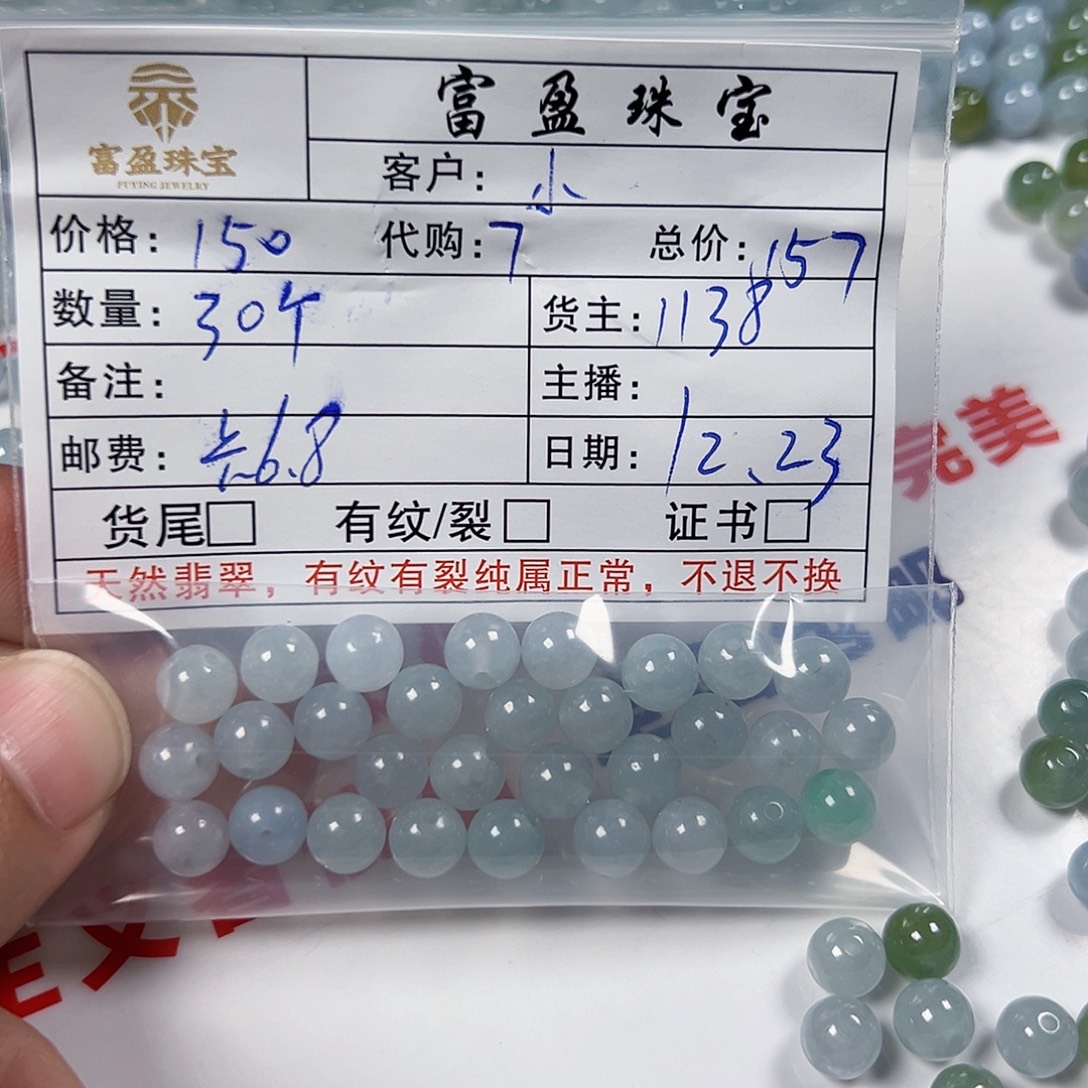 富盈珠宝
富盈珠宝
FUYING JEWELRY
客户：小
价格：150 代购：7 总价：157
数量：30个 货主：1138
备注： 主播：
邮费：6.8 日期：12、23
货尾□ 有纹/裂□ 证书□
天然翡翠，有纹有裂纯属正常，不退不换
完美